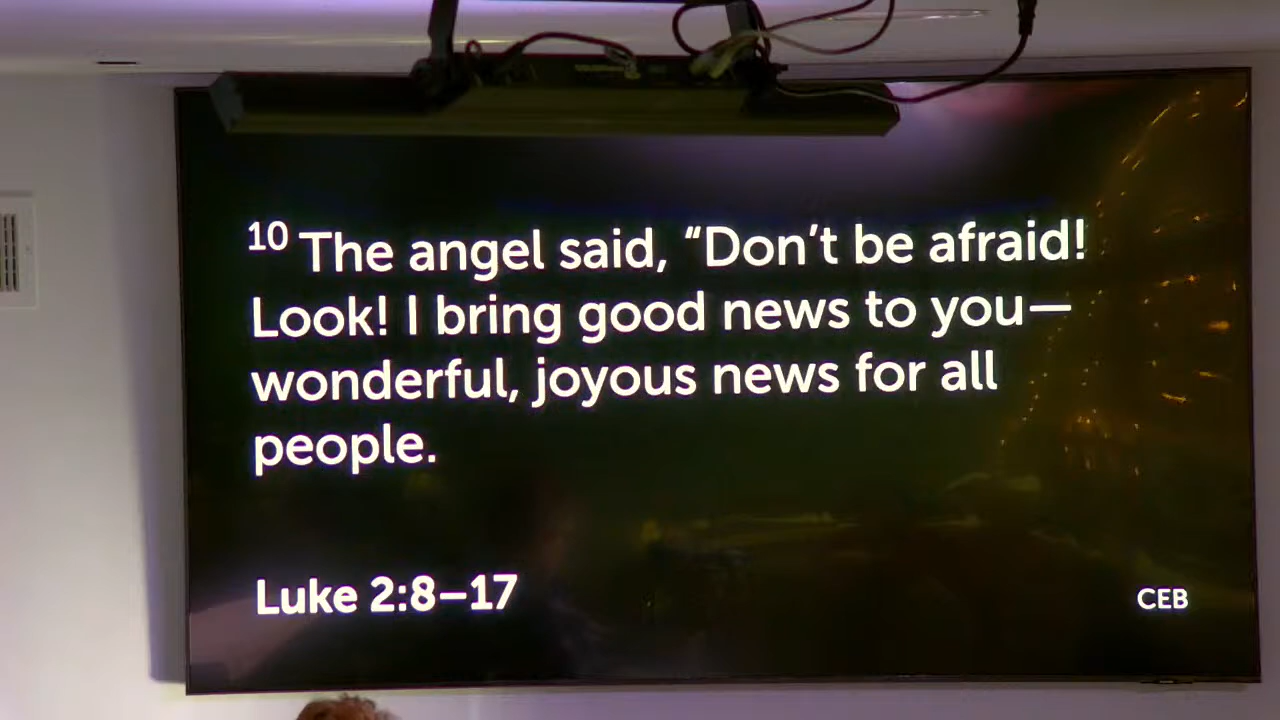 10 The angel said, “Don’t be afraid!
Look! I bring good news to you—
wonderful, joyous news for all
people.
Luke 2:8–17
CEB